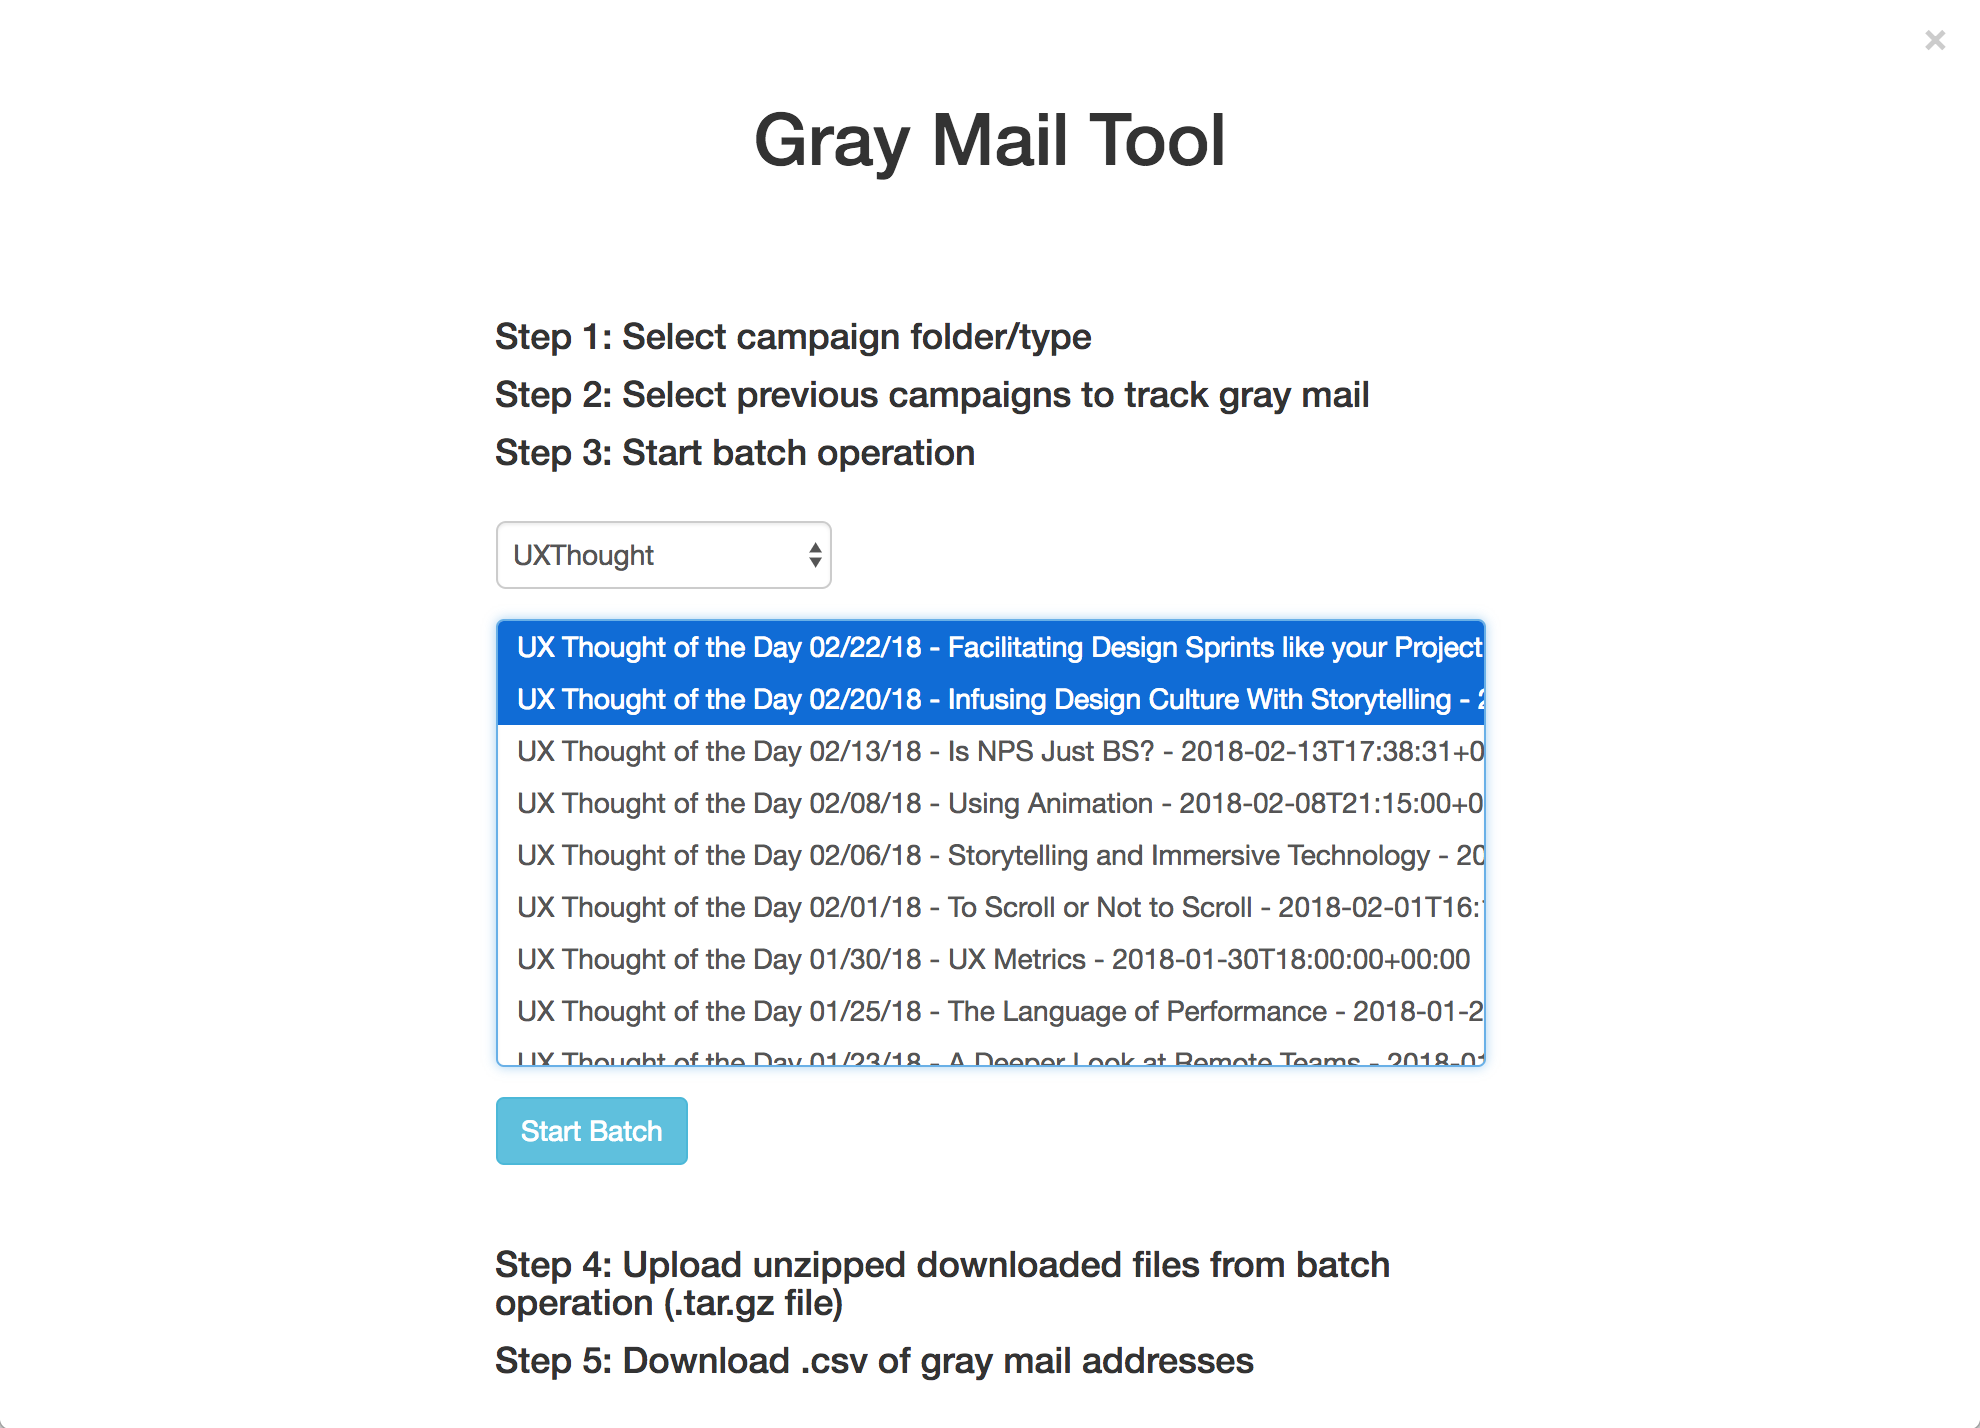 ×
Gray Mail Tool
Step 1: Select campaign folder/type
Step 2: Select previous campaigns to track gray mail
Step 3: Start batch operation
UXThought
UX Thought of the Day 02/22/18 - Facilitating Design Sprints like your Project
UX Thought of the Day 02/20/18 - Infusing Design Culture With Storytelling - 2
UX Thought of the Day 02/13/18 - Is NPS Just BS? - 2018-02-13T17:38:31+0
UX Thought of the Day 02/08/18 - Using Animation - 2018-02-08T21:15:00+0
UX Thought of the Day 02/06/18 - Storytelling and Immersive Technology - 20
UX Thought of the Day 02/01/18 - To Scroll or Not to Scroll - 2018-02-01T16:
UX Thought of the Day 01/30/18 - UX Metrics - 2018-01-30T18:00:00+00:00
UX Thought of the Day 01/25/18 - The Language of Performance - 2018-01-2
UX Thought of the Day 01/23/18 - A Deeper Look at Remote Teams - 2018-01
Start Batch
Step 4: Upload unzipped downloaded files from batch
operation (.tar.gz file)
Step 5: Download .csv of gray mail addresses